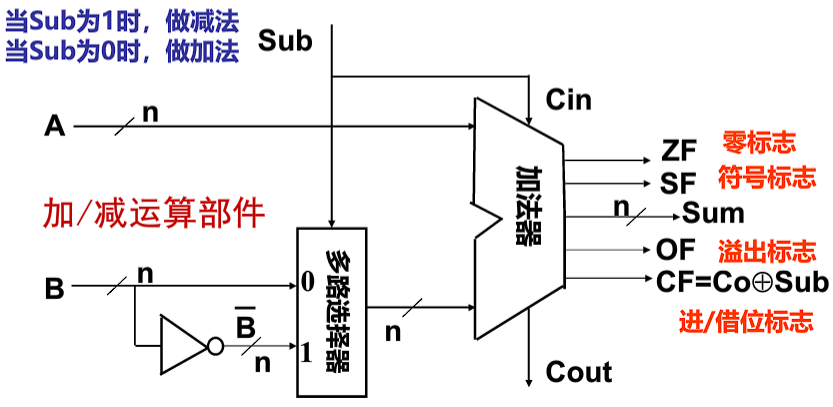 当Sub为1时，做减法
当Sub为0时，做加法
Sub
Cin
n
A
ZF 零标志
SF 符号标志
加法器
n
Sum
加/减运算部件
OF 溢出标志
B
n
0
多路选择器
CF=Co⊕Sub
进/借位标志
B̅
n
1
n
Cout